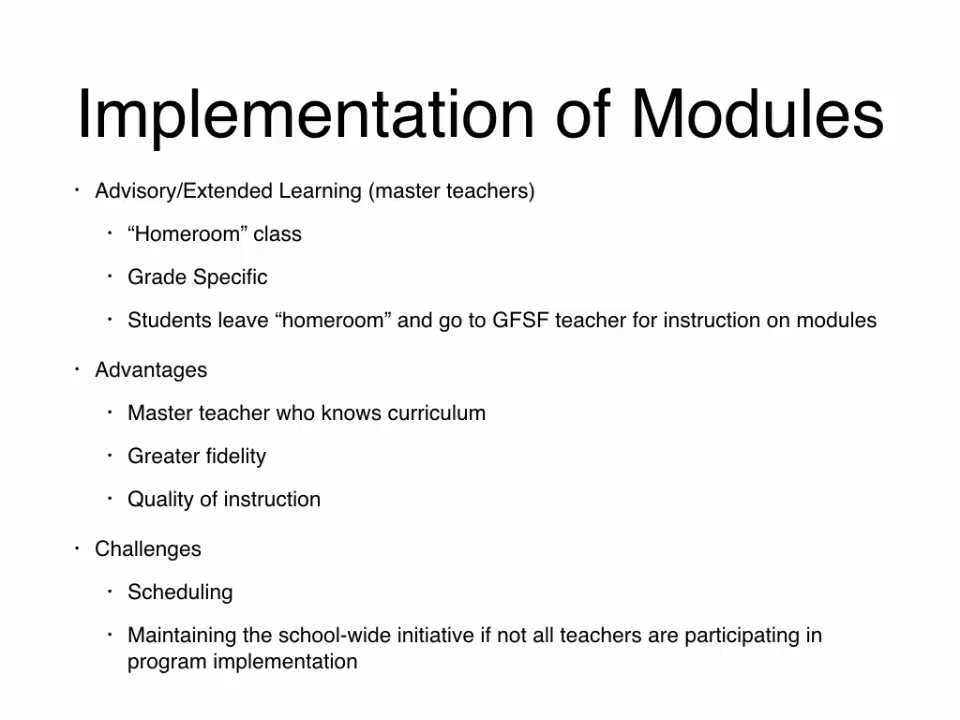 Implementation of Modules
• Advisory/Extended Learning (master teachers)
• “Homeroom” class
• Grade Specific
• Students leave “homeroom” and go to GFSF teacher for instruction on modules
• Advantages
• Master teacher who knows curriculum
• Greater fidelity
• Quality of instruction
• Challenges
• Scheduling
• Maintaining the school-wide initiative if not all teachers are participating in
program implementation